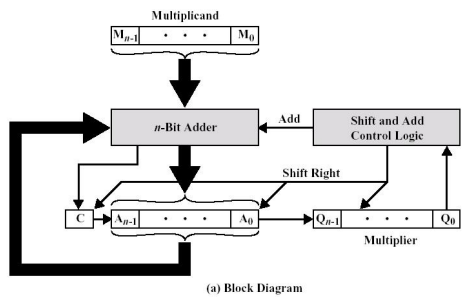 Multiplicand
Mn-1 · · · M0
n-Bit Adder
Add
Shift and Add
Control Logic
Shift Right
C
An-1 · · · A0
Qn-1 · · · Q0
Multiplier
(a) Block Diagram